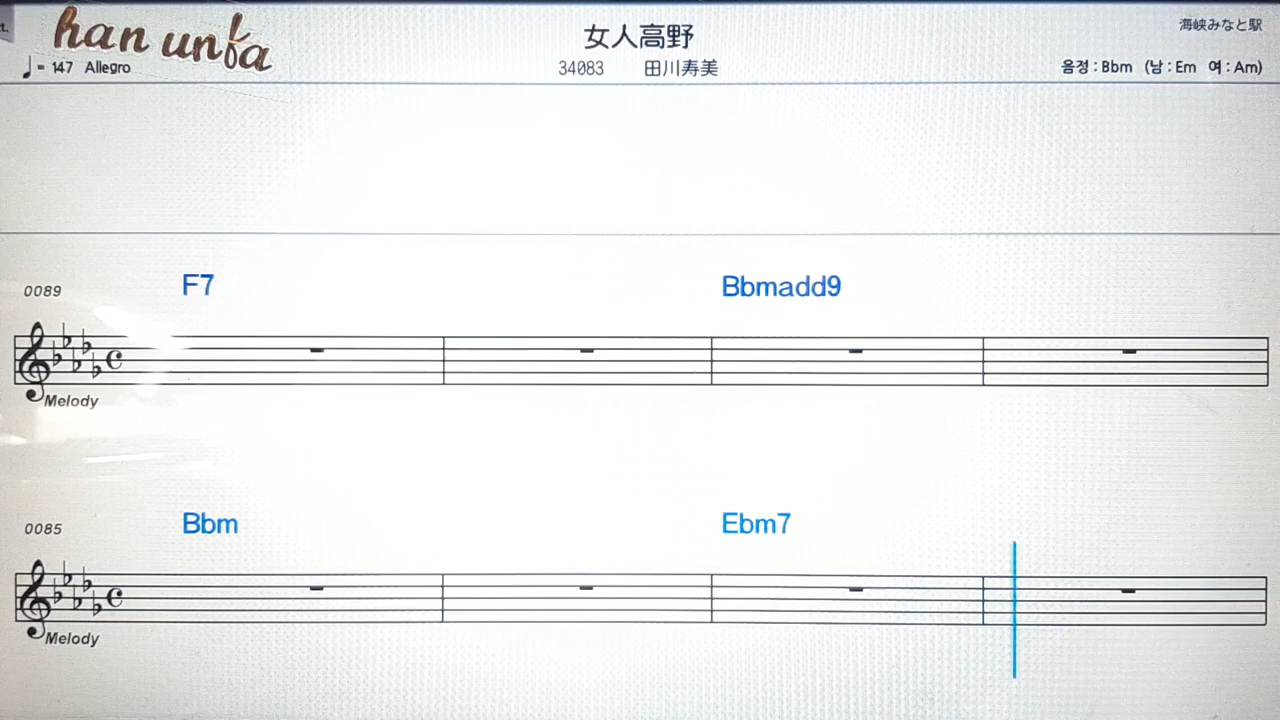 t.
han unfa
女人高野
海峡みなと駅
♩= 147 Allegro
34083 田川寿美
음정 : Bbm (남 : Em 여 : Am)
0089
F7
Bbmadd9
Melody
0085
Bbm
Ebm7
Melody